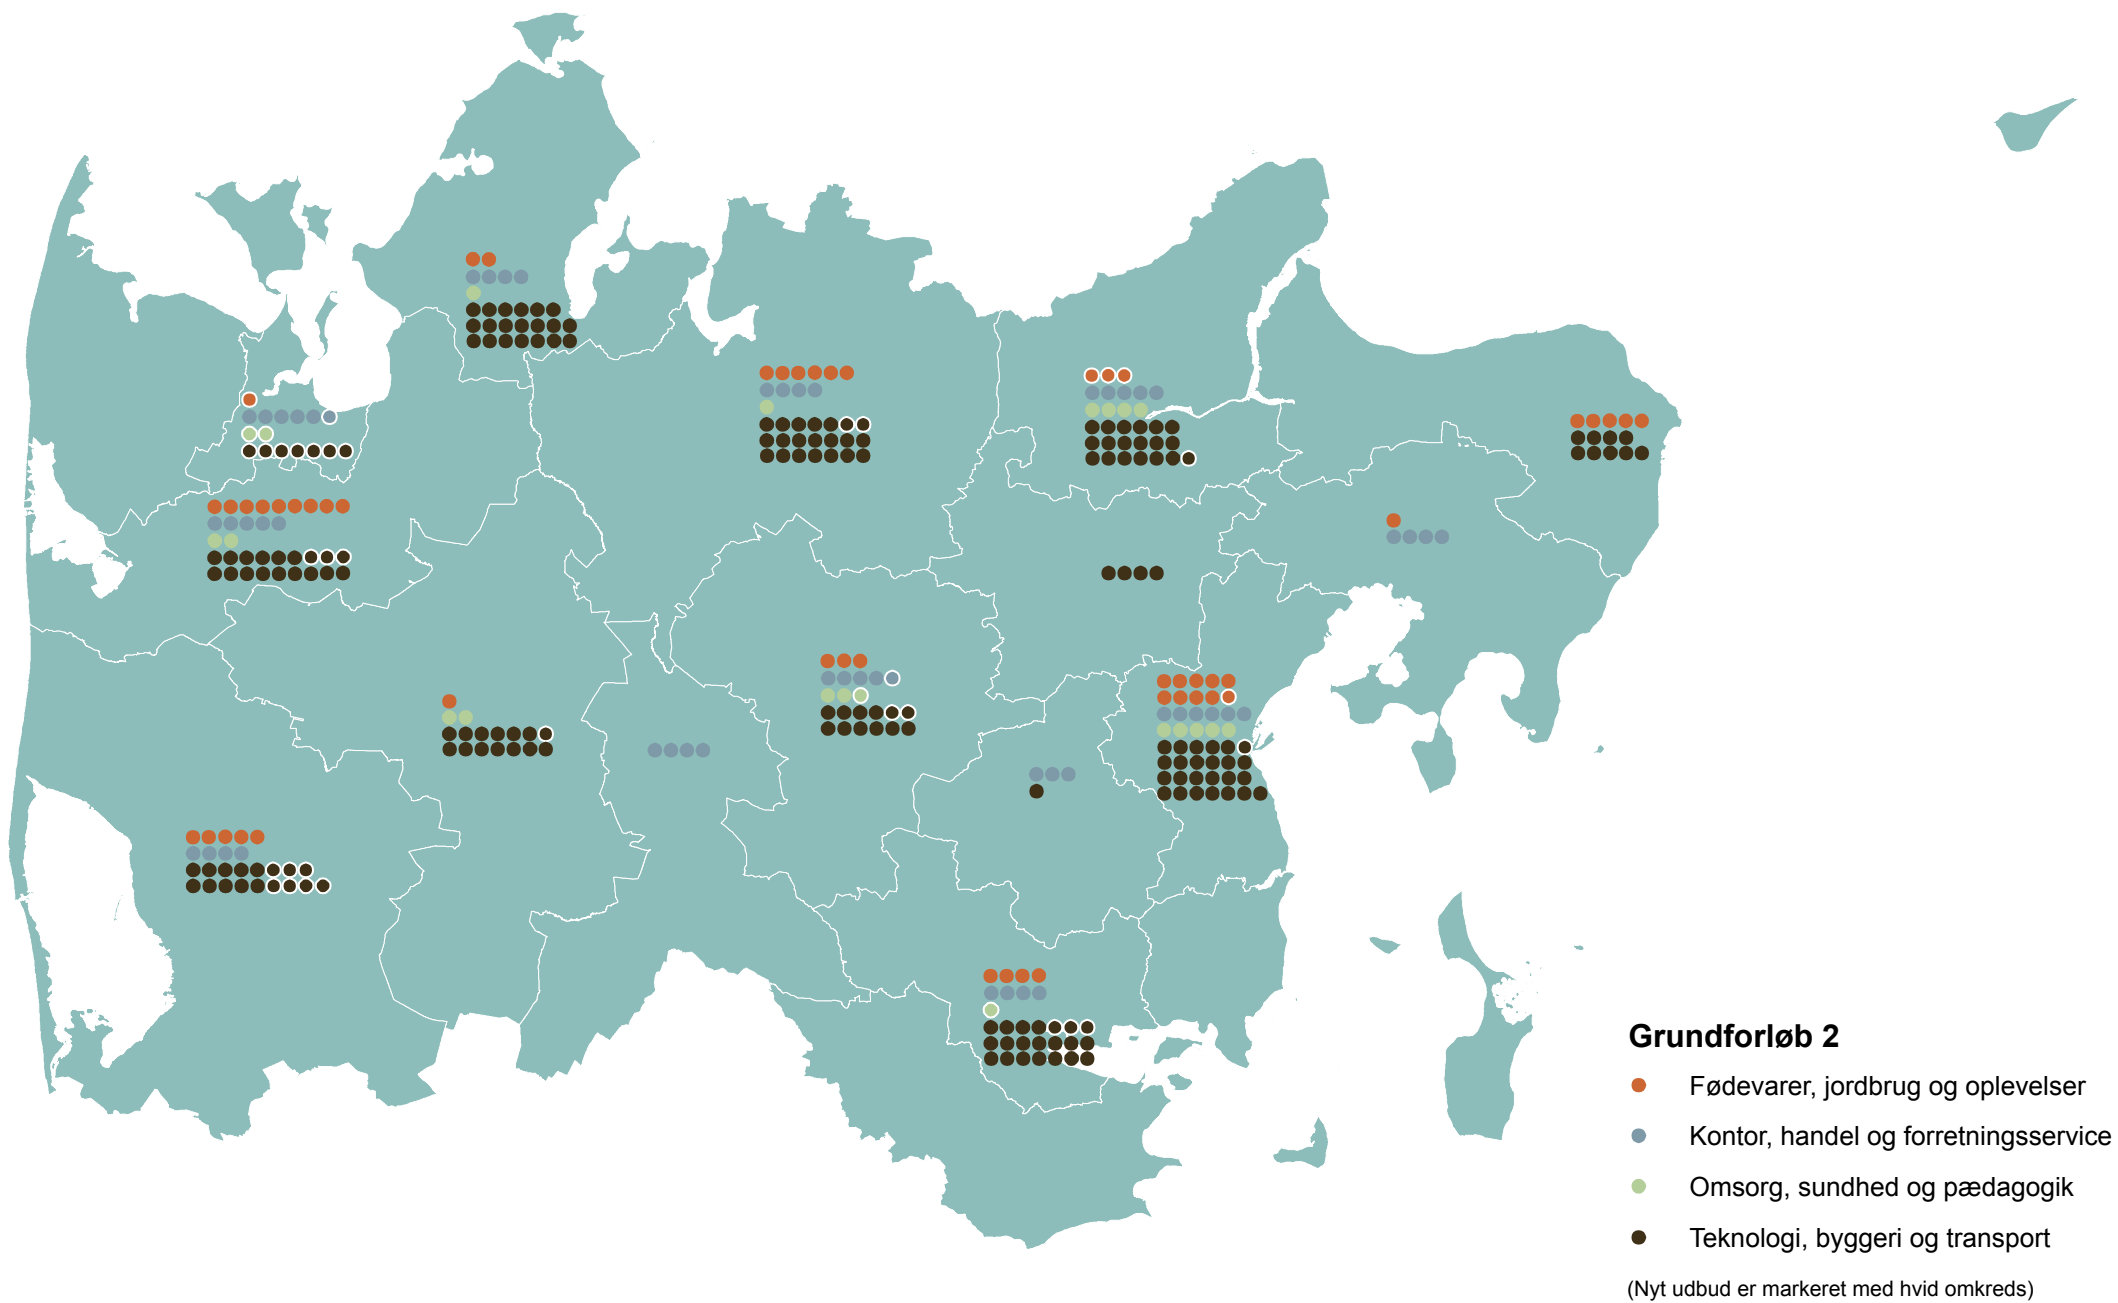 Grundforløb 2
Fødevarer, jordbrug og oplevelser
Kontor, handel og forretningsservice
Omsorg, sundhed og pædagogik
Teknologi, byggeri og transport
(Nyt udbud er markeret med hvid omkreds)